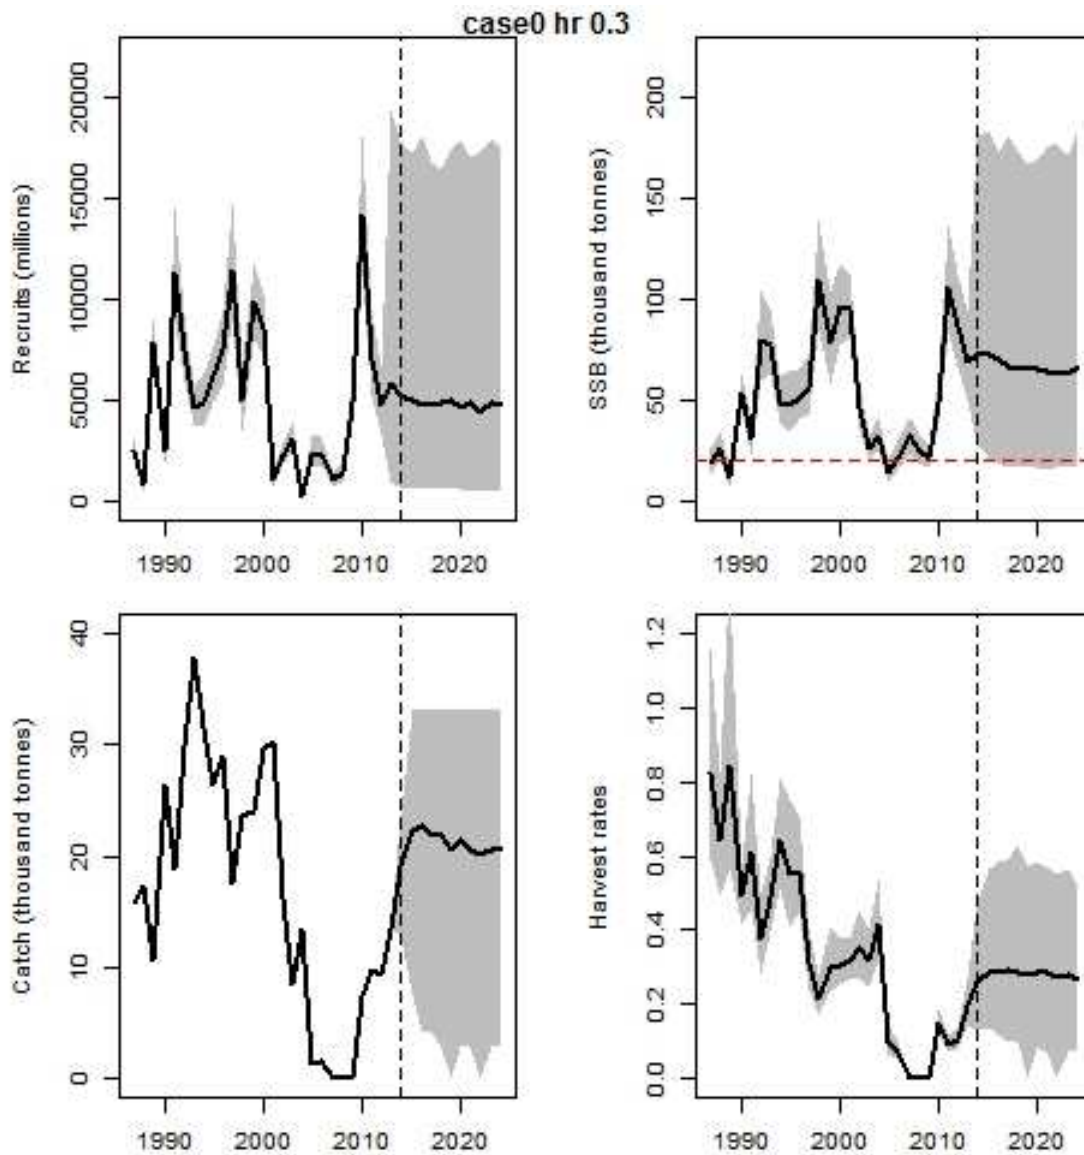 case0 hr 0.3
Recruits (millions)
0 5000 10000 15000 20000
1990 2000 2010 2020
SSB (thousand tonnes)
0 50 100 150 200
1990 2000 2010 2020
Catch (thousand tonnes)
0 10 20 30 40
1990 2000 2010 2020
Harvest rates
0.0 0.2 0.4 0.6 0.8 1.0 1.2
1990 2000 2010 2020